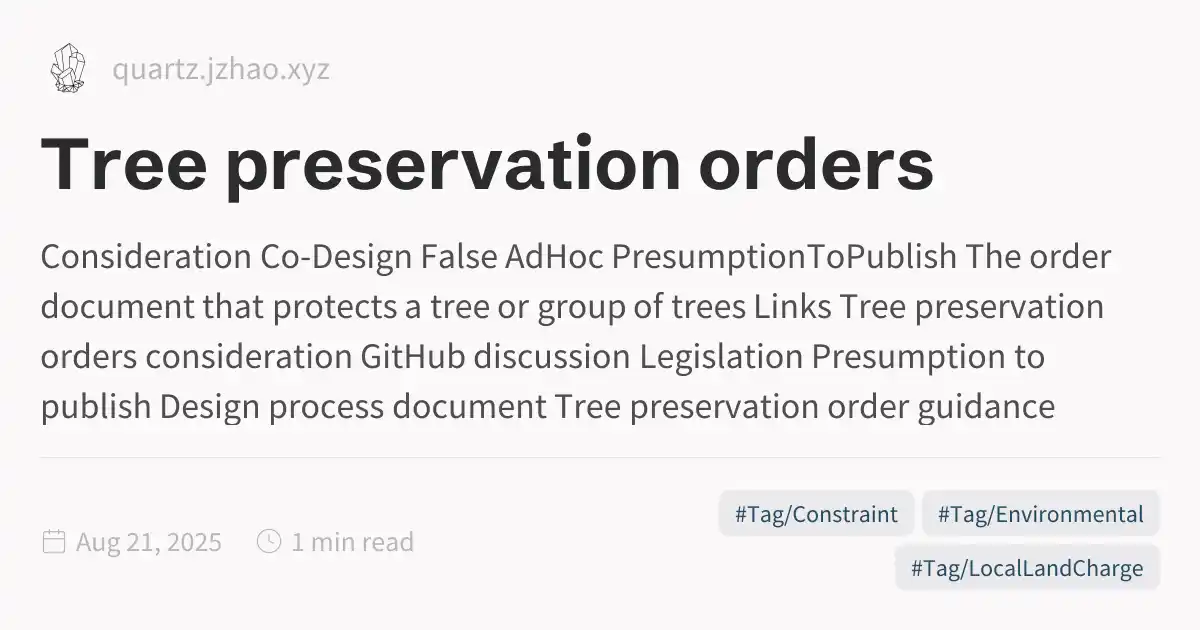 quartz.jzhao.xyz
Tree preservation orders
Consideration Co-Design False AdHoc PresumptionToPublish The order
document that protects a tree or group of trees Links Tree preservation
orders consideration GitHub discussion Legislation Presumption to
publish Design process document Tree preservation order guidance
Aug 21, 2025
1 min read
#Tag/Constraint
#Tag/Environmental
#Tag/LocalLandCharge